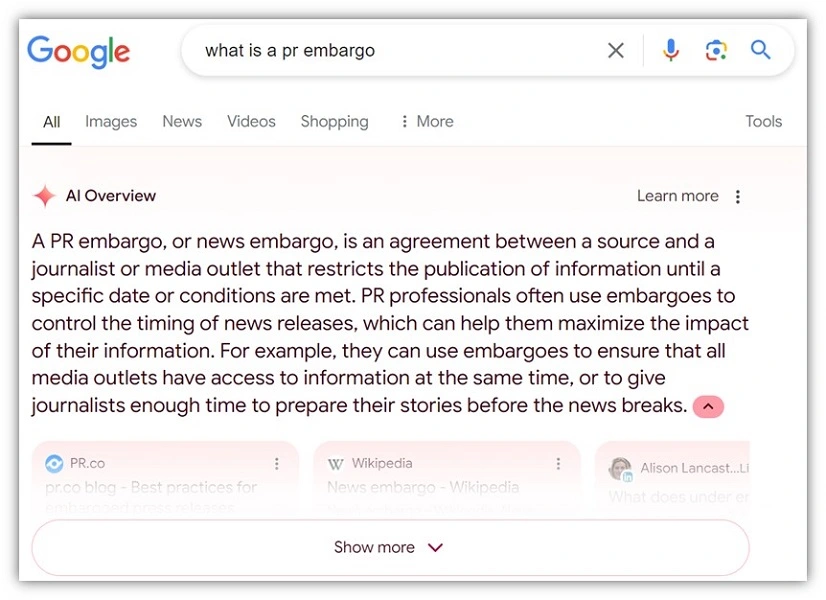 Google what is a pr embargo
All Images News Videos Shopping More Tools
AI Overview Learn more
A PR embargo, or news embargo, is an agreement between a source and a
journalist or media outlet that restricts the publication of information until a
specific date or conditions are met. PR professionals often use embargoes to
control the timing of news releases, which can help them maximize the impact
of their information. For example, they can use embargoes to ensure that all
media outlets have access to information at the same time, or to give
journalists enough time to prepare their stories before the news breaks.
PR.co W Wikipedia Alison Lancast...Li
pr.co blog - Best practices for News embargo - Wikipedia What does under
embargoed press releases
Show more